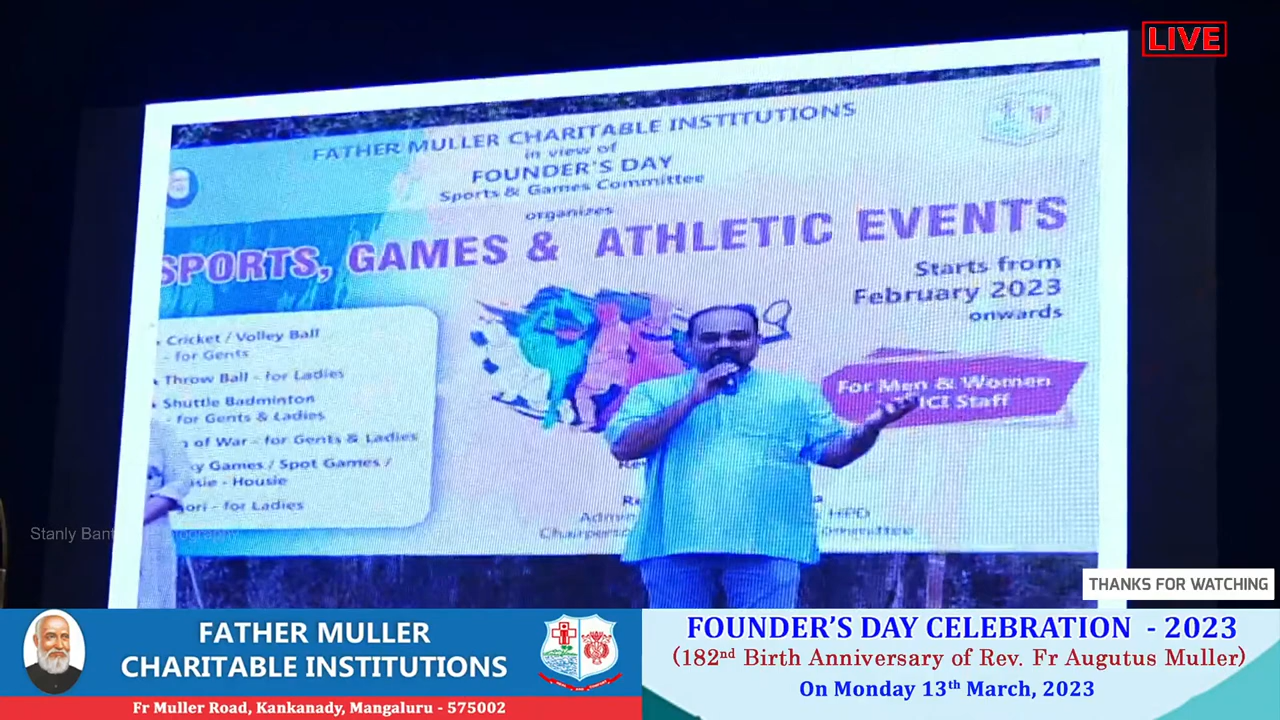 LIVE
FATHER MULLER CHARITABLE INSTITUTIONS
in view of
FOUNDER'S DAY
Sports & Games Committee
organizes
SPORTS, GAMES & ATHLETIC EVENTS
Starts from
February 2023
onwards
Cricket / Volley Ball
- for Gents
Throw Ball - for Ladies
Shuttle Badminton
- for Gents & Ladies
of War - for Gents & Ladies
Games / Spot Games /
- Housie
- for Ladies
For Men & Women
Staff
HPD
Stanly
THANKS FOR WATCHING
FATHER MULLER
CHARITABLE INSTITUTIONS
Fr Muller Road, Kankanady, Mangaluru - 575002
FOUNDER'S DAY CELEBRATION - 2023
(182nd Birth Anniversary of Rev. Fr Augutus Muller)
On Monday 13th March, 2023